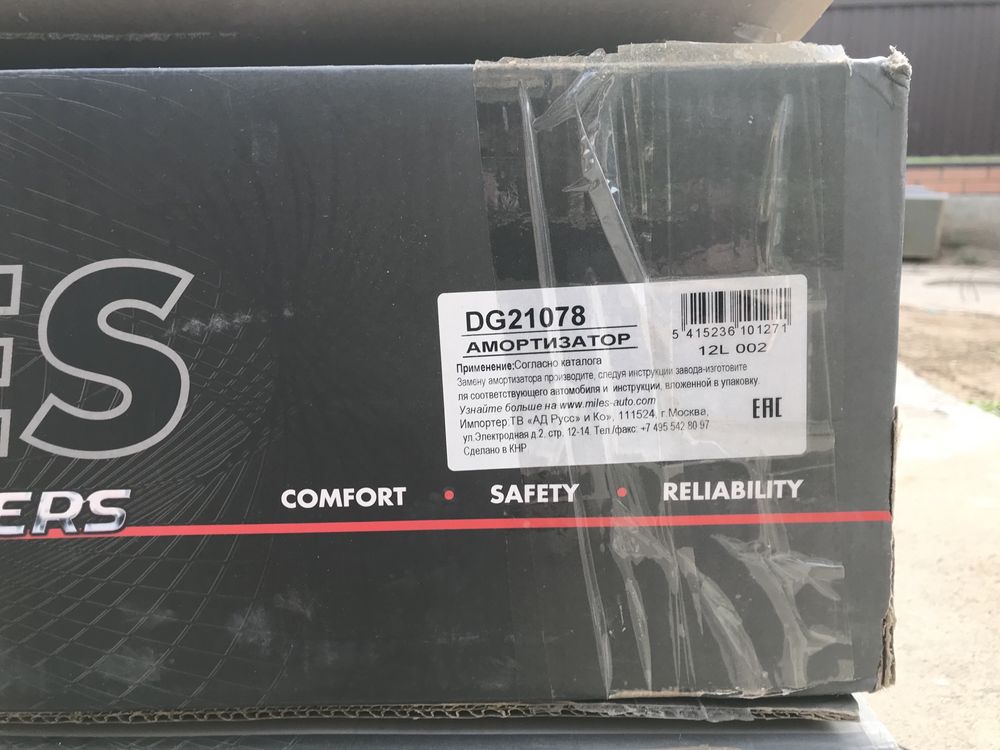 ES
ERS
DG21078
АМОРТИЗАТОР
5 415236 101271
12L 002
Применение:Согласно каталога
Замену амортизатора производите, следуя инструкции завода-изготовите
ля соответствующего автомобиля и инструкции, вложенной в упаковку.
Узнайте больше на www.miles-auto.com
Импортер:ТВ «АД Русс» и Ко», 111524, г. Москва,
ул.Электродная д.2, стр. 12-14. Тел./факс: +7 495 542 80 97
Сделано в КНР
EAC
COMFORT • SAFETY • RELIABILITY